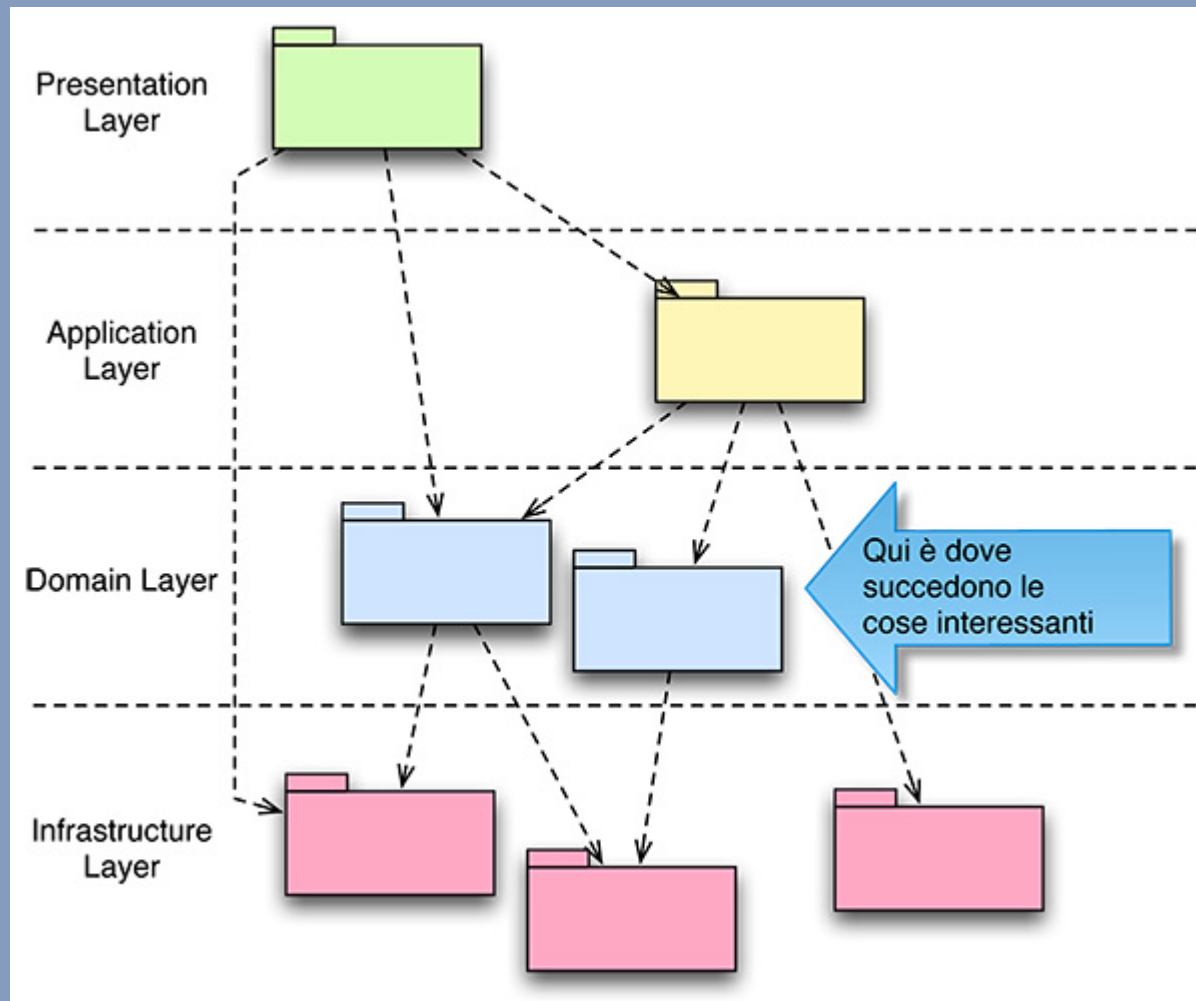 Presentation
Layer
Application
Layer
Domain Layer
Qui è dove
succedono le
cose interessanti
Infrastructure
Layer